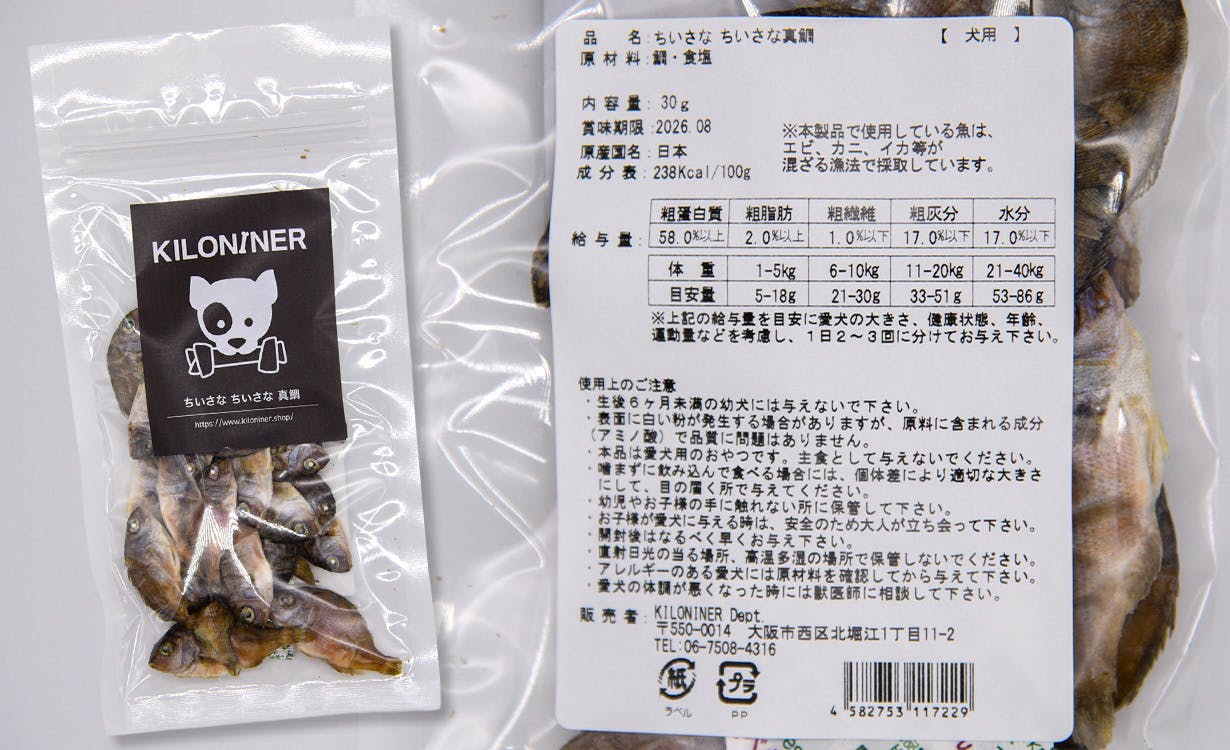 KILONINER
ちいさな ちいさな 真鯛
https://www.kiloniner.shop/
品 名：ちいさな ちいさな真鯛 【 犬用 】
原材料：鯛・食塩
内容量：30g
賞味期限：2026.08
原産国名：日本
成分表：238Kcal/100g
※本製品で使用している魚は、
エビ、カニ、イカ等が
混ざる漁法で採取しています。
粗蛋白質 粗脂肪 粗繊維 粗灰分 水分
58.0%以上 2.0%以上 1.0%以下 17.0%以下 17.0%以下
給与量：
体 重 1-5kg 6-10kg 11-20kg 21-40kg
目安量 5-18g 21-30g 33-51g 53-86g
※上記の給与量を目安に愛犬の大きさ、健康状態、年齢、
運動量などを考慮し、1日2～3回に分けてお与え下さい。
使用上のご注意
・生後6ヶ月未満の幼犬には与えないで下さい。
・表面に白い粉が発生する場合がありますが、原料に含まれる成分
（アミノ酸）で品質に問題はありません。
・本品は愛犬用のおやつです。主食として与えないでください。
・噛まずに飲み込んで食べる場合には、個体差により適切な大きさ
にして、目の届く所で与えてください。
・幼児やお子様の手に触れない所に保管して下さい。
・お子様が愛犬に与える時は、安全のため大人が立ち会って下さい。
・開封後はなるべく早くお与え下さい。
・直射日光の当る場所、高温多湿の場所で保管しないでください。
・アレルギーのある愛犬には原材料を確認してから与えて下さい。
・愛犬の体調が悪くなった時には獣医師に相談して下さい。
販売者：KILONINER Dept.
〒550-0014 大阪市西区北堀江1丁目11-2
TEL:06-7508-4316
紙
ラベル
プラ
PP
4 582753 117229